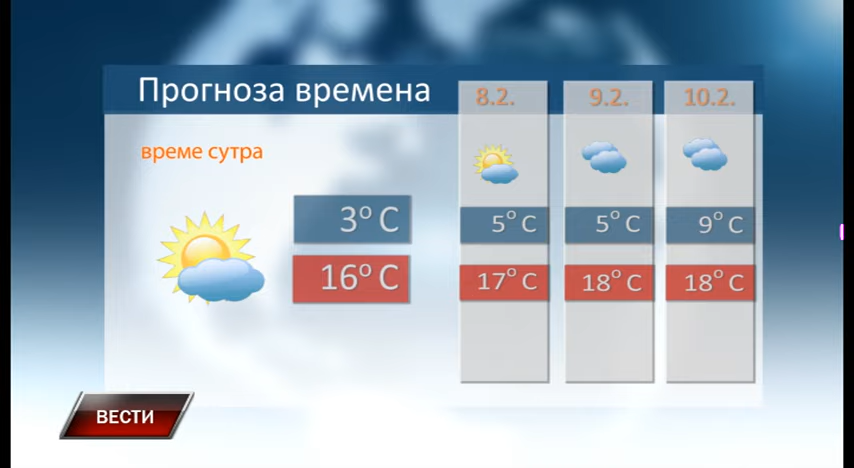 Прогноза времена
време сутра
3° C
16° C
8.2. 9.2. 10.2.
5° C 5° C 9° C
17° C 18° C 18° C
ВЕСТИ